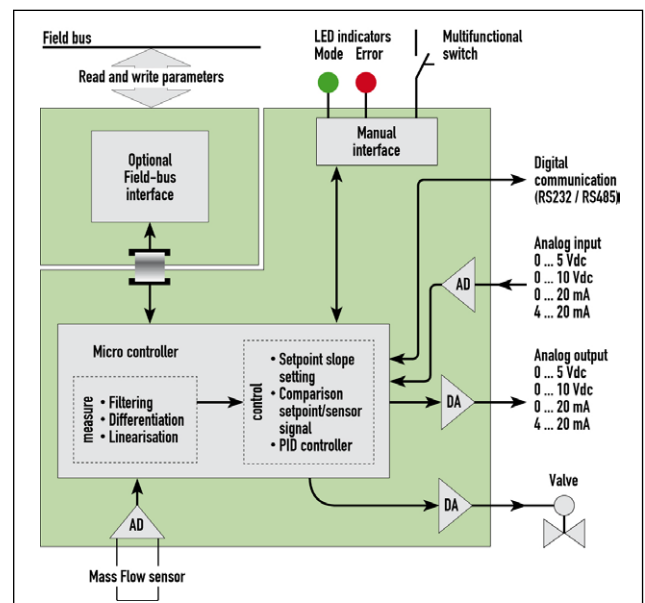 Field bus
Read and write parameters
LED indicators
Mode Error
Multifunctional
switch
Manual
interface
Optional
Field-bus
interface
Digital
communication
(RS232 / RS485)
Analog input
0 ... 5 Vdc
0 ... 10 Vdc
0 ... 20 mA
4 ... 20 mA
AD
Micro controller
measure
• Filtering
• Differentiation
• Linearisation
control
• Setpoint slope
setting
• Comparison
setpoint/sensor
signal
• PID controller
Analog output
0 ... 5 Vdc
0 ... 10 Vdc
0 ... 20 mA
4 ... 20 mA
DA
DA
Valve
AD
Mass Flow sensor